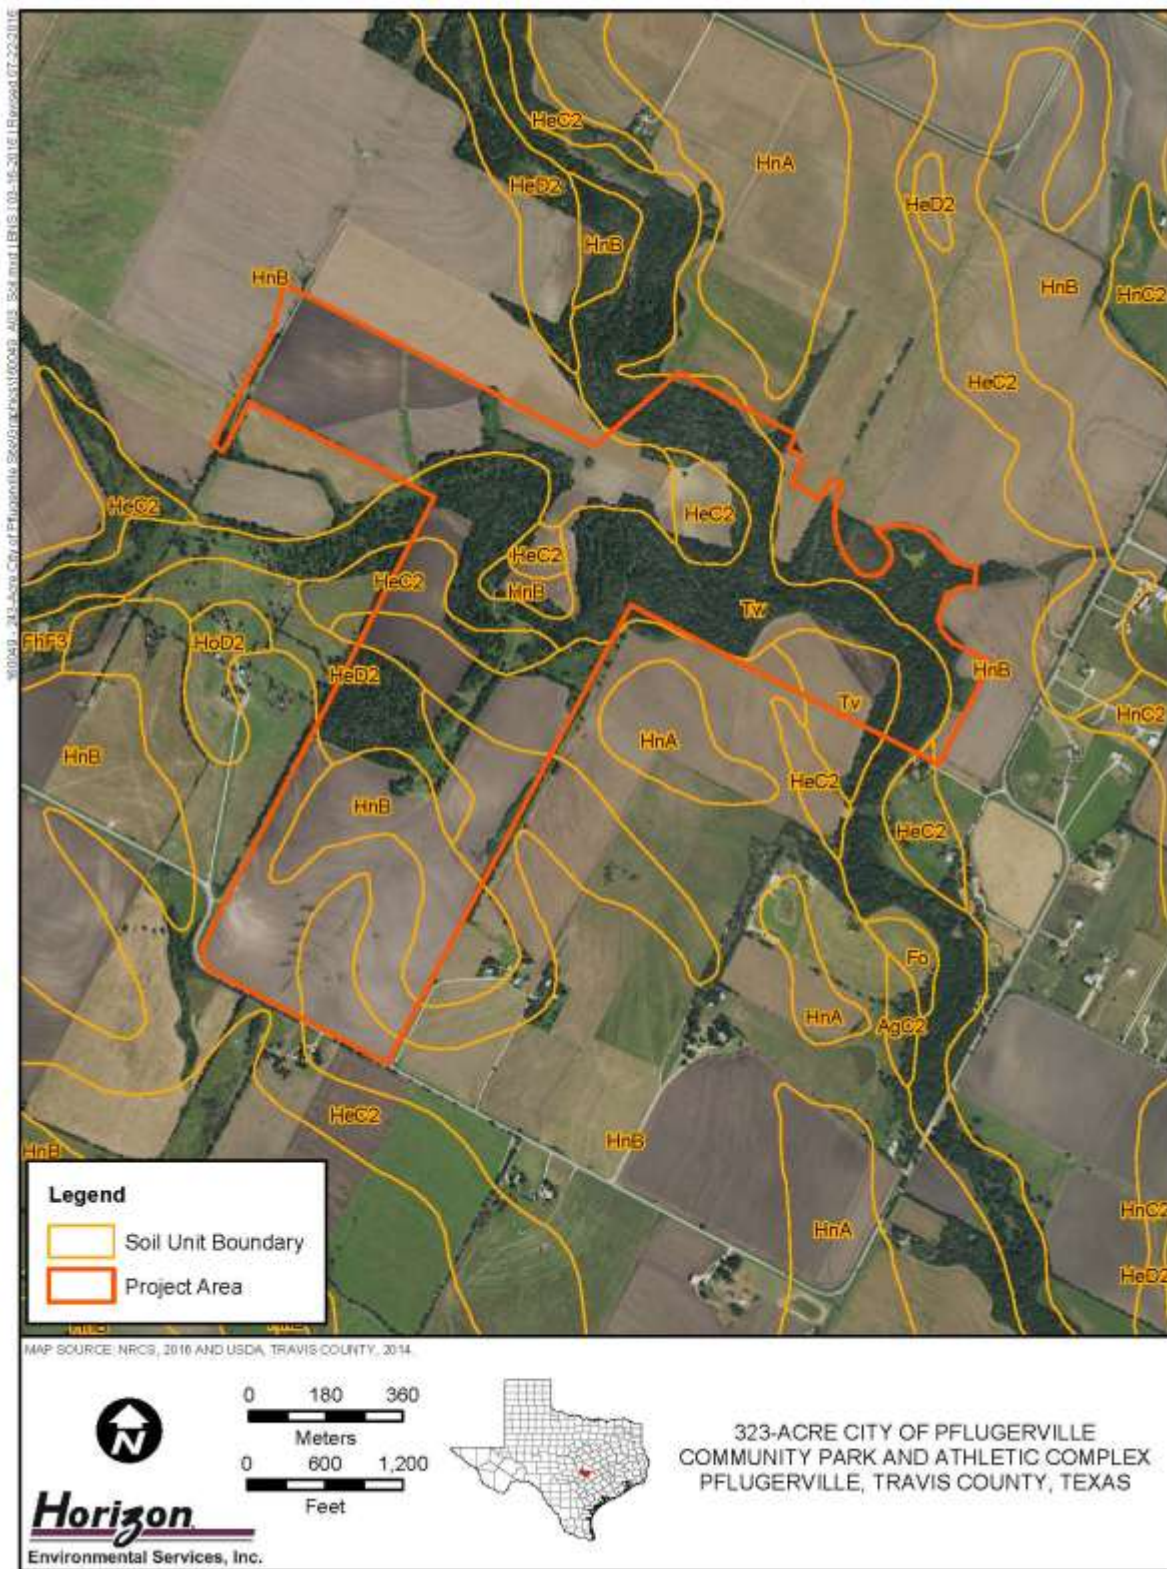 HeC2
HnA
HeD2
HeD2
HnB
HnB
HnB
HnC2
HeC2
HeC2
HeC2
HeC2
HeC2
HnB
Tw
FhF3
HoD2
HeD2
HnB
Tv
HnC2
HnB
HnA
HeC2
HnB
HeC2
Fo
HnA
AgC2
HeC2
HnB
HnB
HnA
HnC2
HeD2
HnB
Legend
Soil Unit Boundary
Project Area
MAP SOURCE: NRCS, 2016 AND USDA, TRAVIS COUNTY, 2014.
N
0 180 360
Meters
0 600 1,200
Feet
Horizon
Environmental Services, Inc.
323-ACRE CITY OF PFLUGERVILLE
COMMUNITY PARK AND ATHLETIC COMPLEX
PFLUGERVILLE, TRAVIS COUNTY, TEXAS